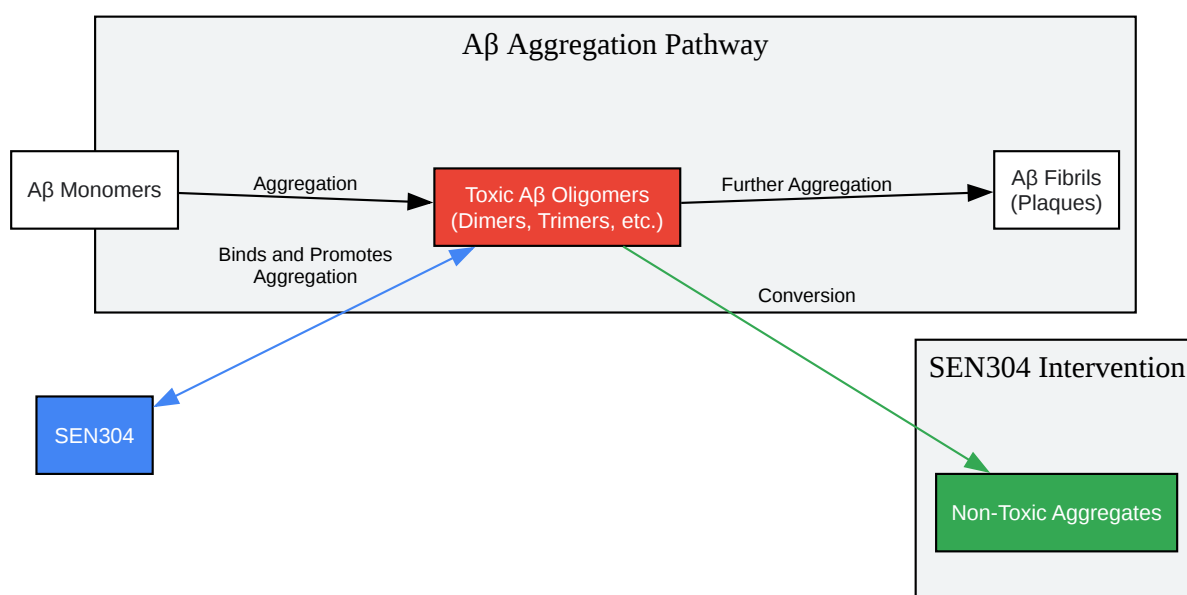 Aβ Aggregation Pathway
Aβ Monomers
Aggregation
Toxic Aβ Oligomers
(Dimers, Trimers, etc.)
Further Aggregation
Aβ Fibrils
(Plaques)
Binds and Promotes
Aggregation
Conversion
SEN304
SEN304 Intervention
Non-Toxic Aggregates